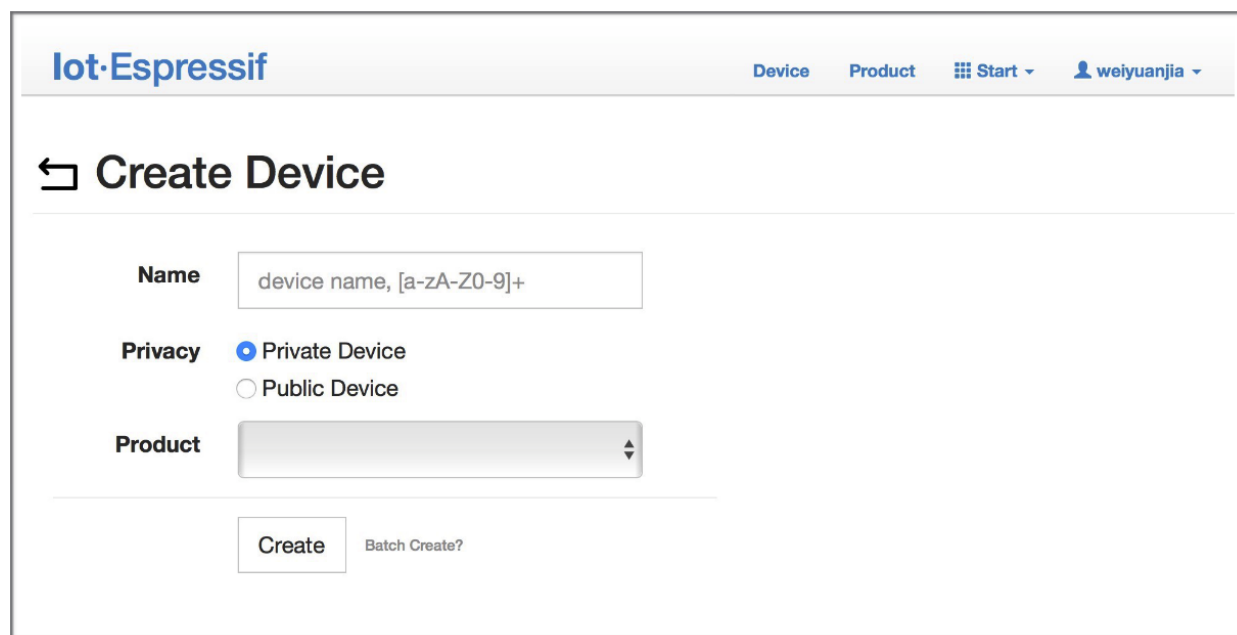 Iot·Espressif
Device Product Start weiyuanjia
Create Device
Name device name, [a-zA-Z0-9]+
Privacy Private Device
Public Device
Product
Create Batch Create?